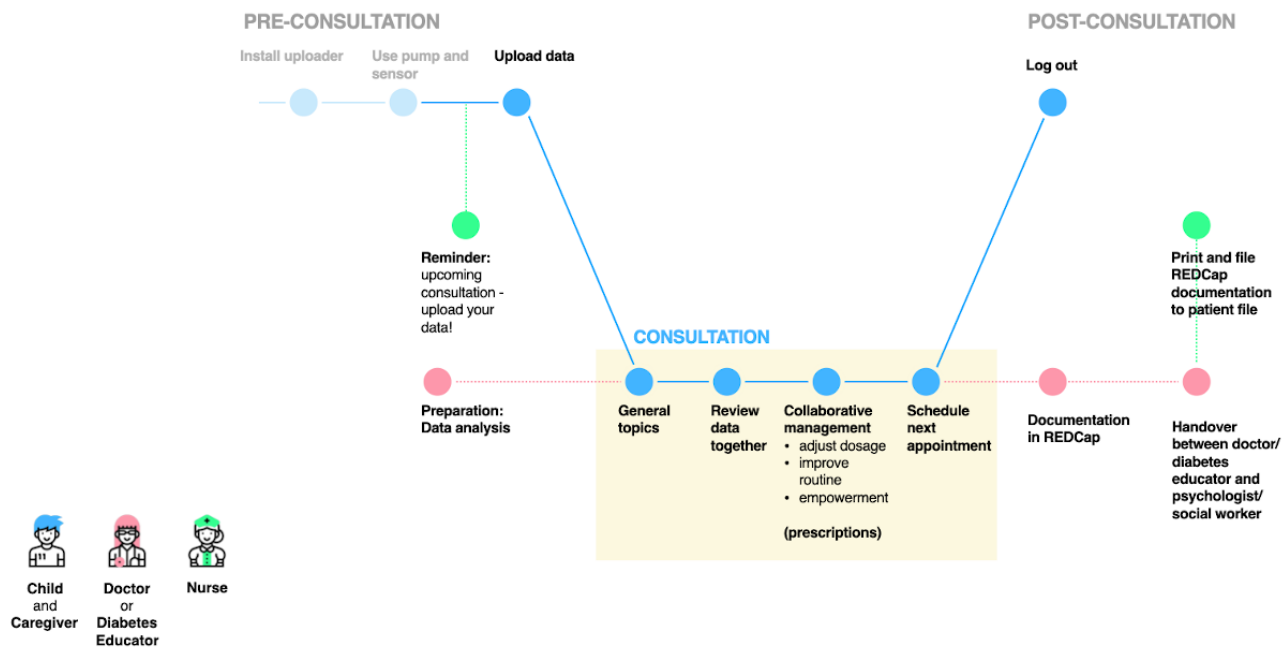 PRE-CONSULTATION
POST-CONSULTATION
Install uploader
Use pump and
sensor
Upload data
Log out
Reminder:
upcoming
consultation -
upload your
data!
Print and file
REDCap
documentation
to patient file
CONSULTATION
Preparation:
Data analysis
General
topics
Review
data
together
Collaborative
management
• adjust dosage
• improve
routine
• empowerment
(prescriptions)
Schedule
next
appointment
Documentation
in REDCap
Handover
between doctor/
diabetes
educator and
psychologist/
social worker
11
Child
and
Caregiver
Doctor
or
Diabetes
Educator
Nurse